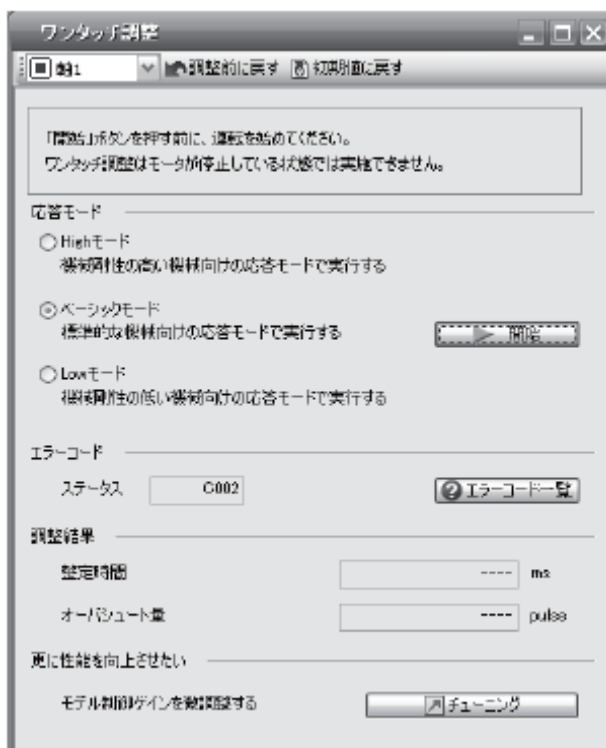 ワンタッチ調整
軸1 調整前に戻す 初期値に戻す
「開始」ボタンを押す前に、運転を始めてください。
ワンタッチ調整はモータが停止している状態では実施できません。
応答モード
Highモード
機械剛性の高い機械向けの応答モードで実行する
ベーシックモード
標準的な機械向けの応答モードで実行する
開始
Lowモード
機械剛性の低い機械向けの応答モードで実行する
エラーコード
ステータス C002 エラーコード一覧
調整結果
整定時間 ---- ms
オーバシュート量 ---- pulse
更に性能を向上させたい
モデル制御ゲインを微調整する チューニング